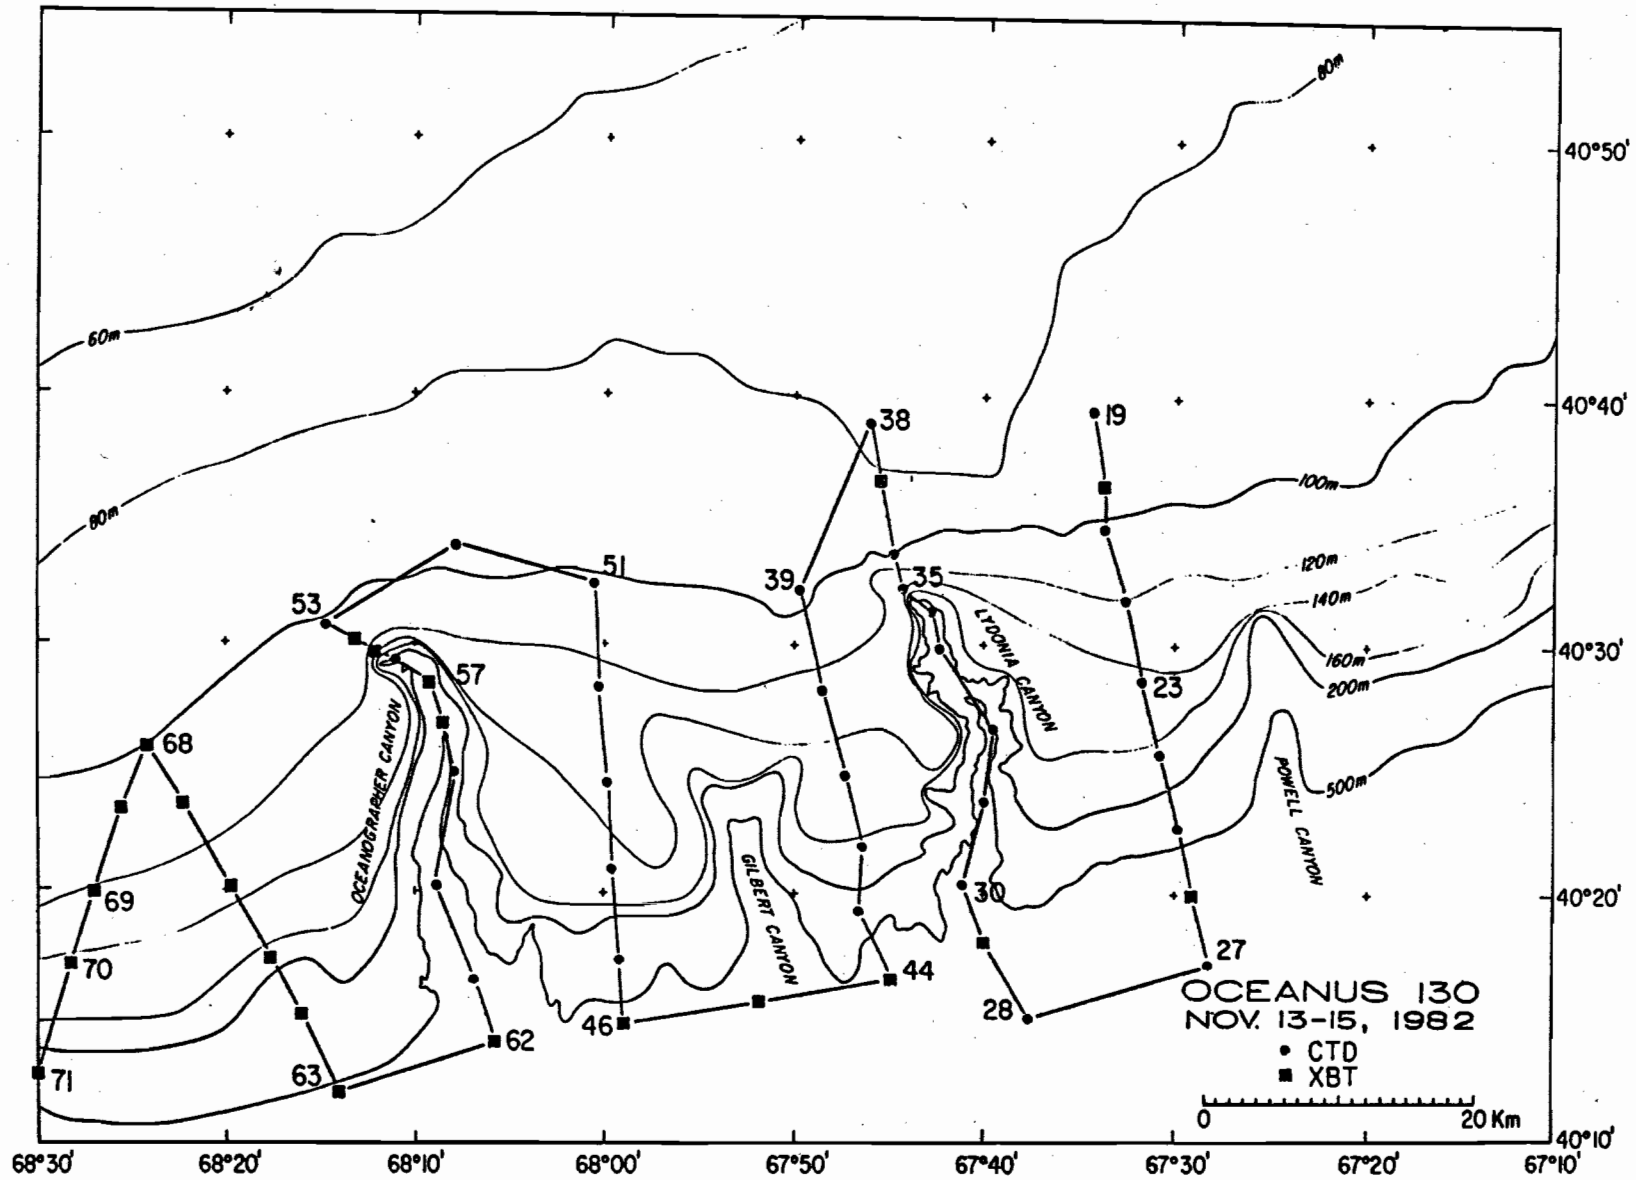 80m
40°50'
60m
40°40'
38
19
100m
80m
120m
51
39
35
140m
53
LYDONIA CANYON
160m
40°30'
57
23
200m
68
OCEANOGRAPHER CANYON
POWELL CANYON
500m
GILBERT CANYON
69
30
40°20'
70
44
27
OCEANUS 130
28
NOV. 13-15, 1982
46
62
CTD
71
63
XBT
0 20 Km
40°10'
68°30' 68°20' 68°10' 68°00' 67°50' 67°40' 67°30' 67°20' 67°10'